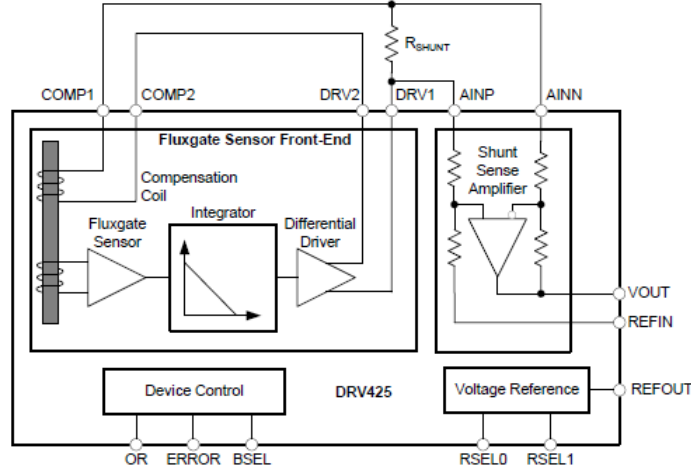 R_SHUNT
COMP1 COMP2 DRV2 DRV1 AINP AINN
Fluxgate Sensor Front-End
Compensation
Coil
Shunt
Sense
Amplifier
Fluxgate
Sensor
Integrator
Differential
Driver
VOUT
REFIN
Device Control
DRV425
Voltage Reference
REFOUT
OR ERROR BSEL
RSEL0 RSEL1